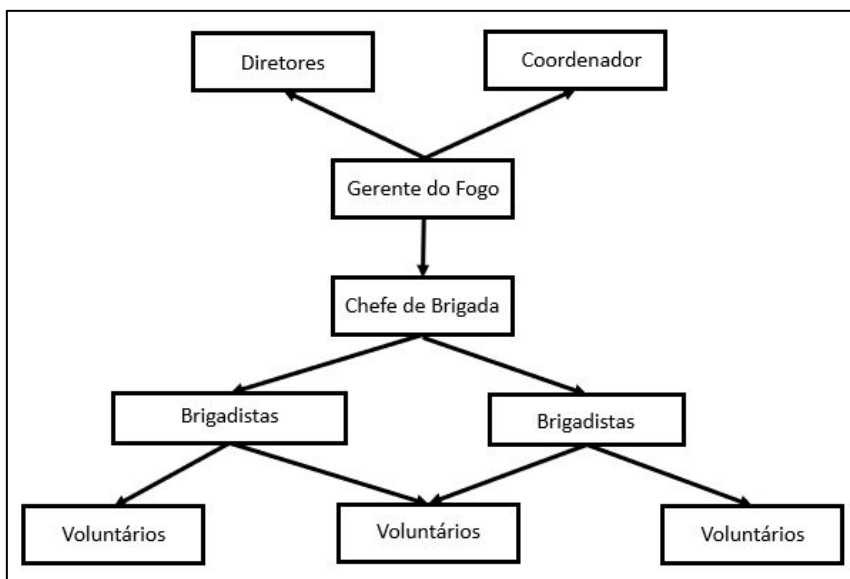 Diretores
Coordenador
Gerente do Fogo
Chefe de Brigada
Brigadistas
Brigadistas
Voluntários
Voluntários
Voluntários